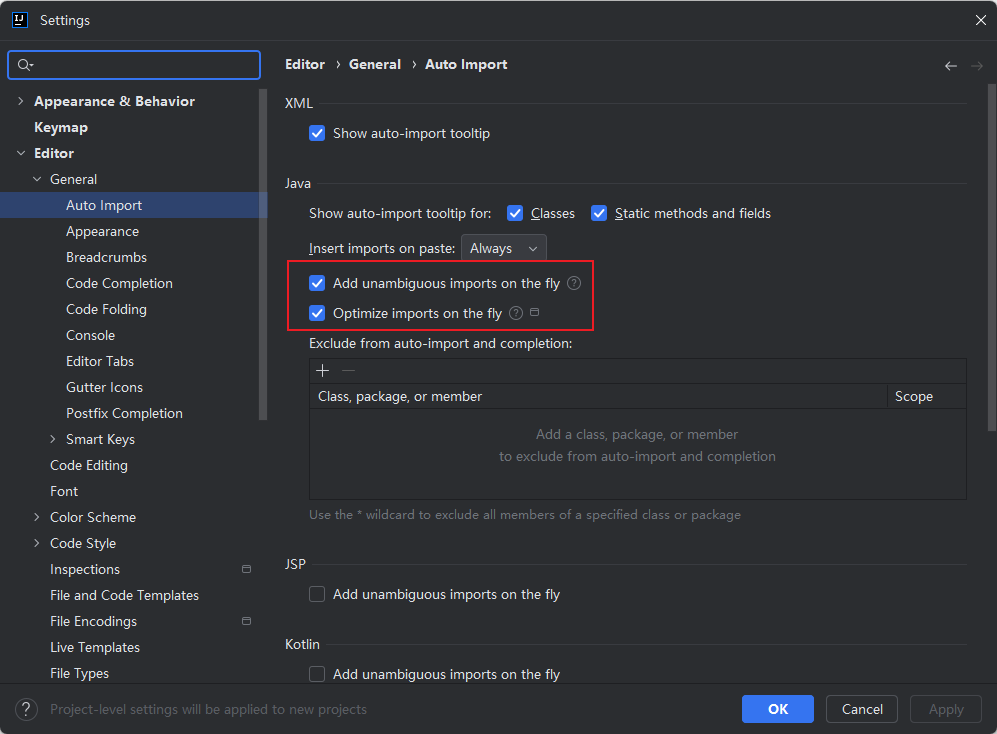 Settings
Editor › General › Auto Import
Appearance & Behavior
Keymap
Editor
General
Auto Import
Appearance
Breadcrumbs
Code Completion
Code Folding
Console
Editor Tabs
Gutter Icons
Postfix Completion
Smart Keys
Code Editing
Font
Color Scheme
Code Style
Inspections
File and Code Templates
File Encodings
Live Templates
File Types
XML
Show auto-import tooltip
Java
Show auto-import tooltip for: Classes Static methods and fields
Insert imports on paste: Always
Add unambiguous imports on the fly ?
Optimize imports on the fly ?
Exclude from auto-import and completion:
Class, package, or member Scope
Add a class, package, or member
to exclude from auto-import and completion
Use the * wildcard to exclude all members of a specified class or package
JSP
Add unambiguous imports on the fly
Kotlin
Add unambiguous imports on the fly
? Project-level settings will be applied to new projects
OK Cancel Apply